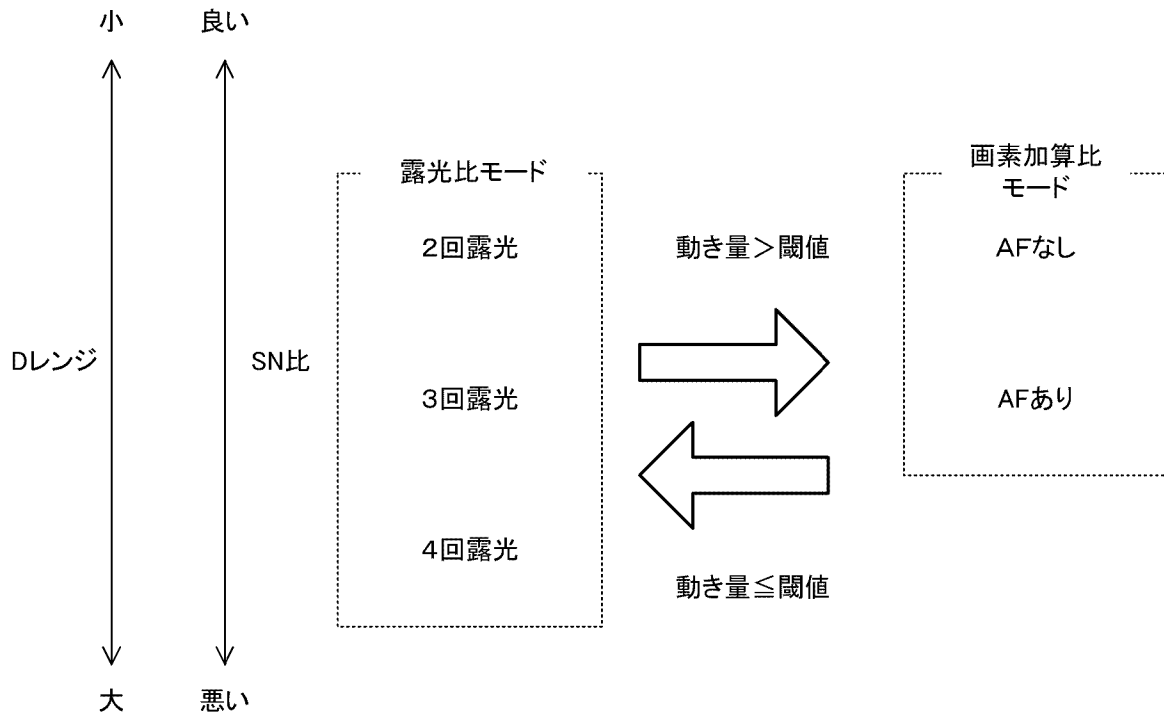 小
良い
Dレンジ
SN比
大
悪い
露光比モード
２回露光
３回露光
４回露光
動き量＞閾値
動き量≦閾値
画素加算比
モード
AFなし
AFあり